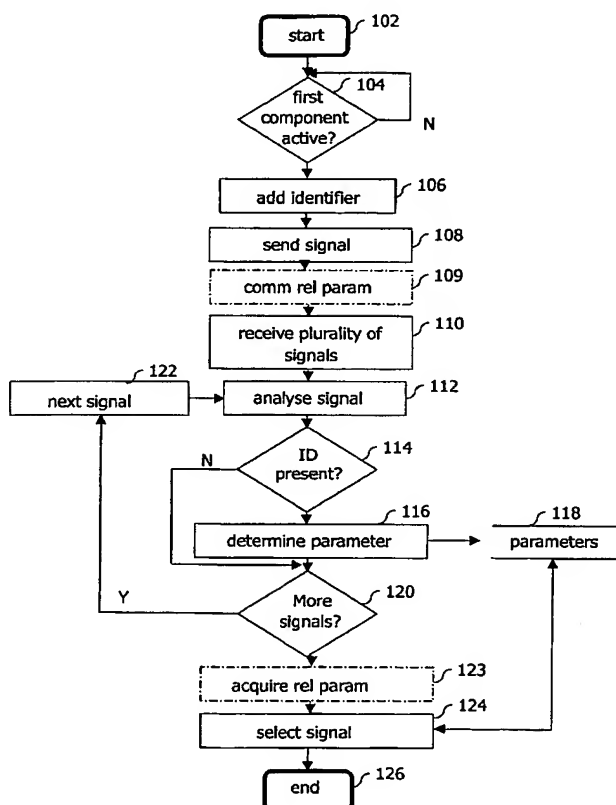 start
102
104
first
component
active?
N
add identifier
106
send signal
108
comm rel param
109
receive plurality of
signals
110
122
next signal
analyse signal
112
N
ID
present?
114
116
determine parameter
118
parameters
Y
More
signals?
120
acquire rel param
123
124
select signal
end
126